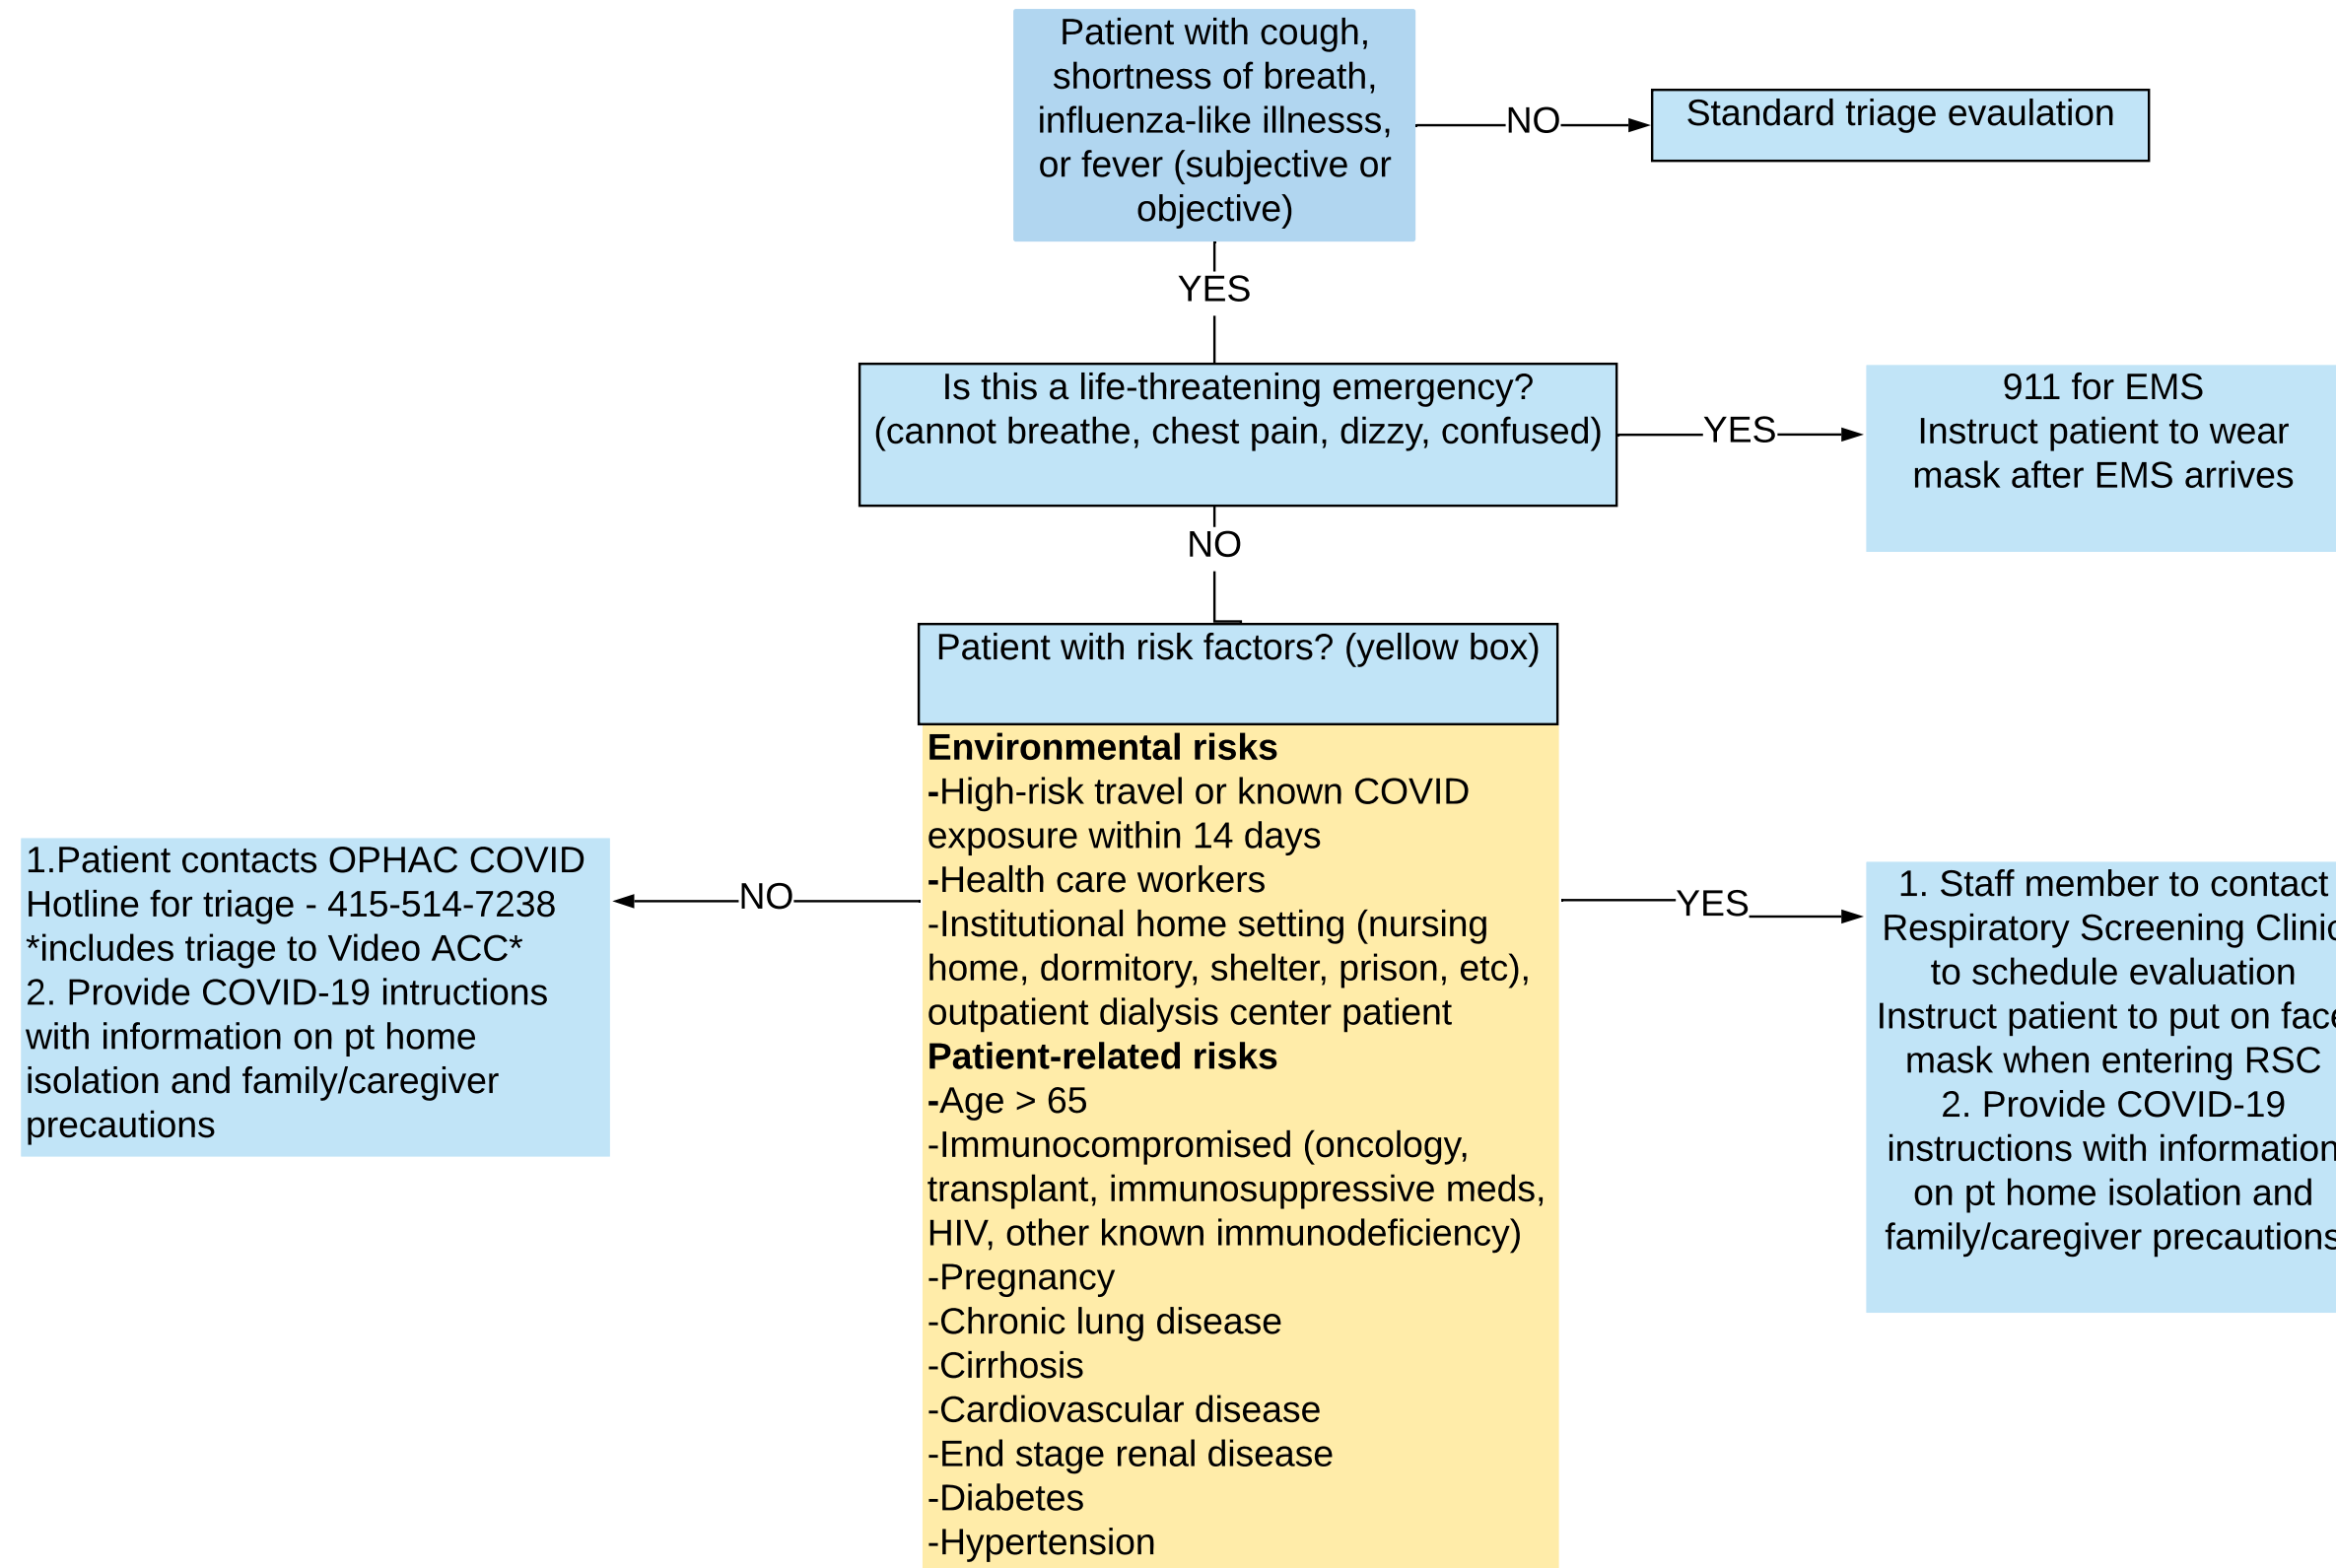 Patient with cough,
shortness of breath,
influenza-like illnesss,
or fever (subjective or
objective)
NO
Standard triage evaulation
YES
Is this a life-threatening emergency?
(cannot breathe, chest pain, dizzy, confused)
YES
911 for EMS
Instruct patient to wear
mask after EMS arrives
NO
Patient with risk factors? (yellow box)
Environmental risks
-High-risk travel or known COVID
exposure within 14 days
-Health care workers
-Institutional home setting (nursing
home, dormitory, shelter, prison, etc),
outpatient dialysis center patient
Patient-related risks
-Age > 65
-Immunocompromised (oncology,
transplant, immunosuppressive meds,
HIV, other known immunodeficiency)
-Pregnancy
-Chronic lung disease
-Cirrhosis
-Cardiovascular disease
-End stage renal disease
-Diabetes
-Hypertension
NO
1.Patient contacts OPHAC COVID
Hotline for triage - 415-514-7238
*includes triage to Video ACC*
2. Provide COVID-19 intructions
with information on pt home
isolation and family/caregiver
precautions
YES
1. Staff member to contact
Respiratory Screening Clinic
to schedule evaluation
Instruct patient to put on face
mask when entering RSC
2. Provide COVID-19
instructions with information
on pt home isolation and
family/caregiver precautions